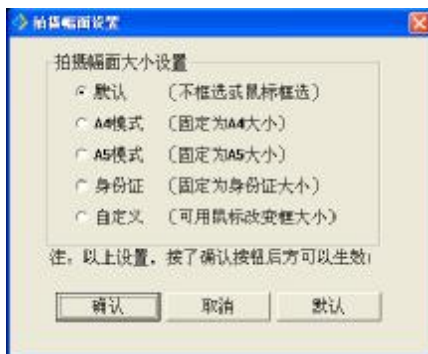 拍摄幅面设置
拍摄幅面大小设置
默认 （不框选或鼠标框选）
A4模式 （固定为A4大小）
A5模式 （固定为A5大小）
身份证 （固定为身份证大小）
自定义 （可用鼠标改变框大小）
注：以上设置，按了确认按钮后方可以生效！
确认 取消 默认